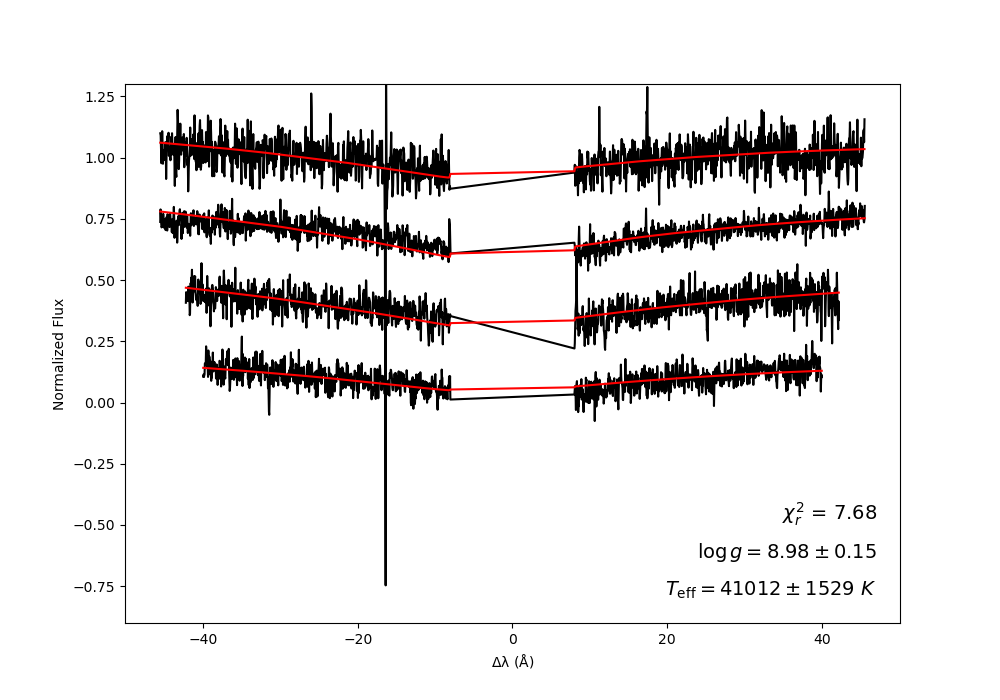 1.25
1.00
0.75
0.50
0.25
0.00
−0.25
−0.50
−0.75
Normalized Flux
χ²ᵣ = 7.68
log g = 8.98 ± 0.15
T_eff = 41012 ± 1529 K
−40 −20 0 20 40
Δλ (Å)